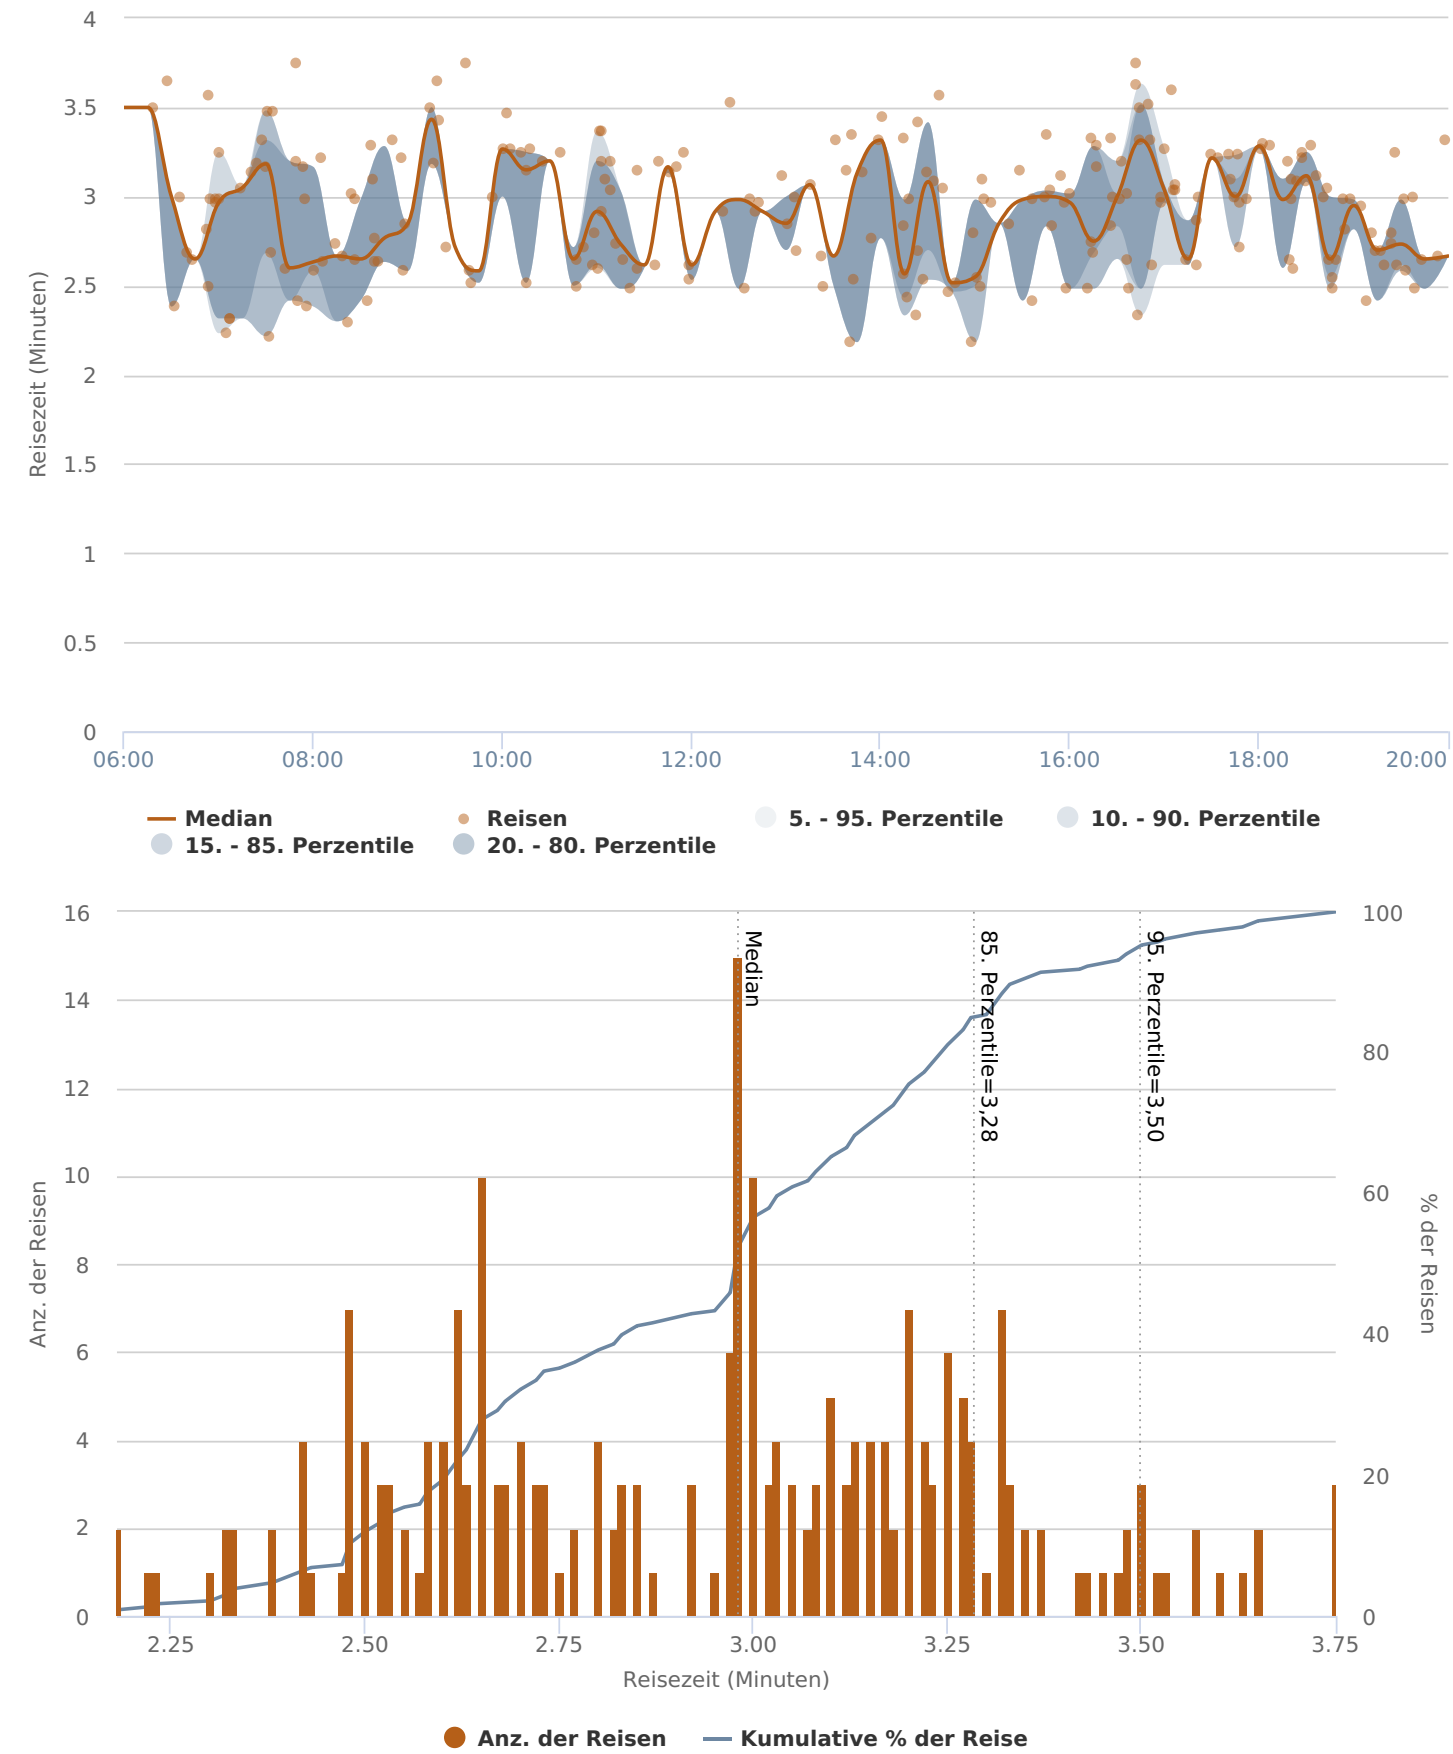 4
3.5
3
2.5
2
1.5
1
0.5
0
Reisezeit (Minuten)
06:00 08:00 10:00 12:00 14:00 16:00 18:00 20:00
Median Reisen 5. - 95. Perzentile 10. - 90. Perzentile
15. - 85. Perzentile 20. - 80. Perzentile
16
14
12
10
8
6
4
2
0
Anz. der Reisen
Median
85. Perzentile=3,28
95. Perzentile=3,50
100
80
60
40
20
0
% der Reisen
2.25 2.50 2.75 3.00 3.25 3.50 3.75
Reisezeit (Minuten)
Anz. der Reisen Kumulative % der Reise